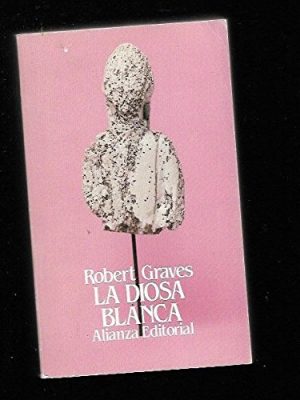 Robert Graves
LA DIOSA
BLANCA
Alianza Editorial